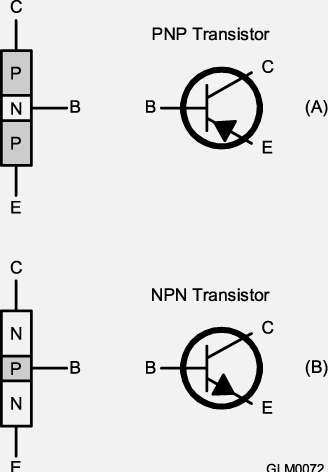 C
PNP Transistor
P
C
N
B
B
(A)
P
E
E
C
NPN Transistor
N
C
P
B
B
(B)
N
E
E
GLM0072